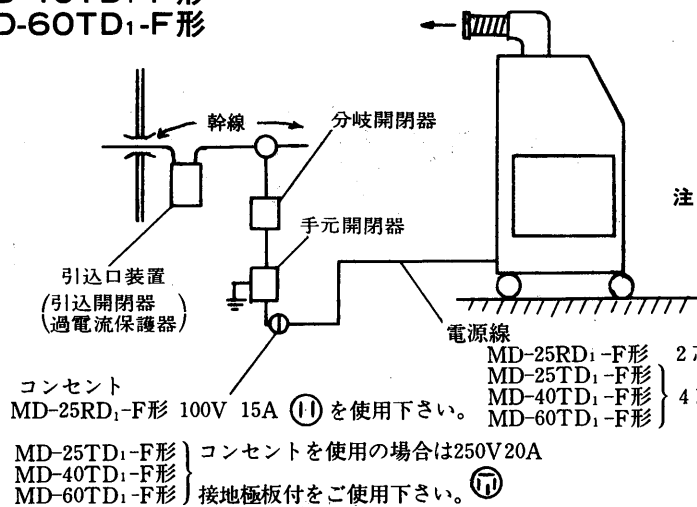 D-60TD₁-F形
幹線
分岐開閉器
手元開閉器
注
引込口装置
(引込開閉器
過電流保護器)
電源線
MD-25RD₁-F形 2
MD-25TD₁-F形
MD-40TD₁-F形 4
MD-60TD₁-F形
コンセント
MD-25RD₁-F形 100V 15A を使用下さい。
MD-25TD₁-F形 コンセントを使用の場合は250V20A
MD-40TD₁-F形
MD-60TD₁-F形 接地極板付をご使用下さい。